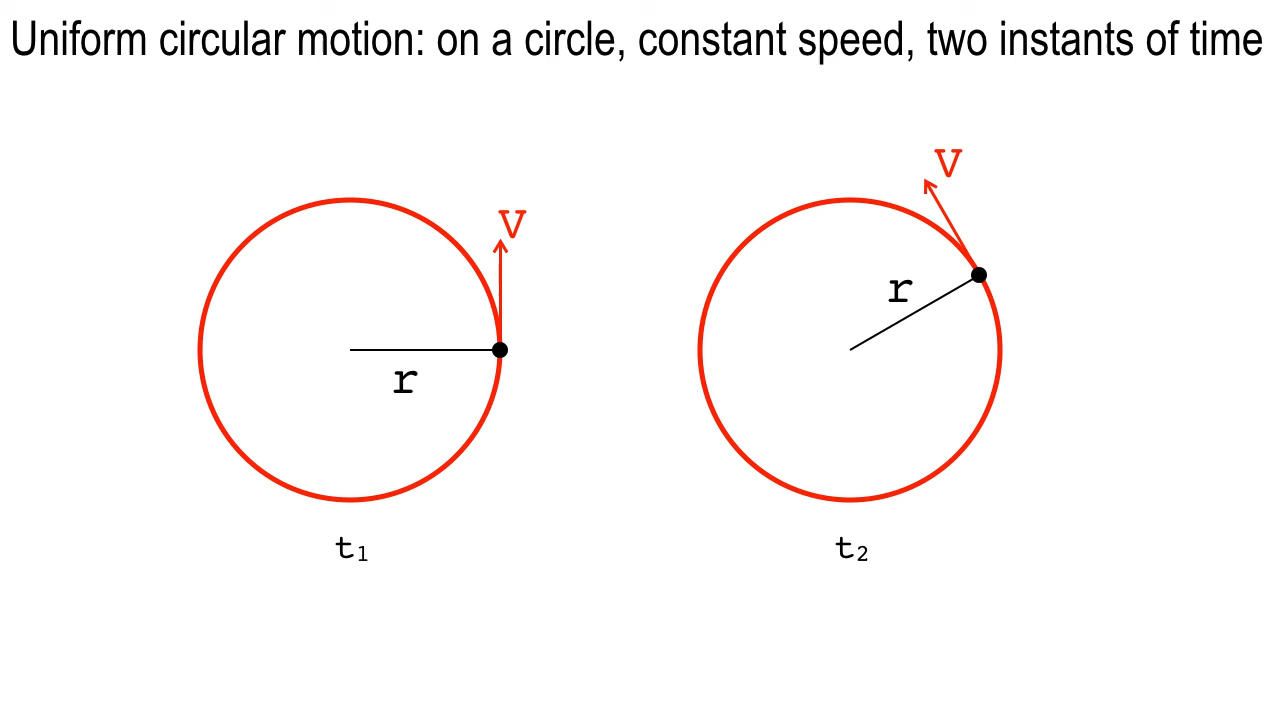 Uniform circular motion: on a circle, constant speed, two instants of time
v
r
t₁
v
r
t₂